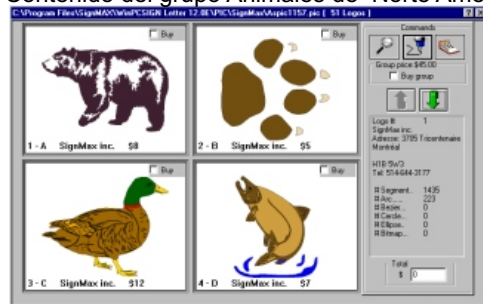 Contenido del grupo Animales de Norte Amé
C:\Program Files\SignMAX\WinPCSIGN Letter 12.0E\PIC\SignMax\Aspic1157.pic ( 51 Logos )
Buy
Buy
1 - A SignMax inc. $8
2 - B SignMax inc. $5
Buy
Buy
3 - C SignMax inc. $12
4 - D SignMax inc. $7
Commands
Group price $45.00
Buy group
Logo #: 1
SignMax inc.
Adresse: 3705 Tricentenaire
Montréal
H1B 5W3
Tel: 514-644-3177
# Segment.. 1435
# Arc...... 223
# Bezier... 0
# Cercle... 0
# Ellipse... 0
# Bitmap... 0
Total
$ 0